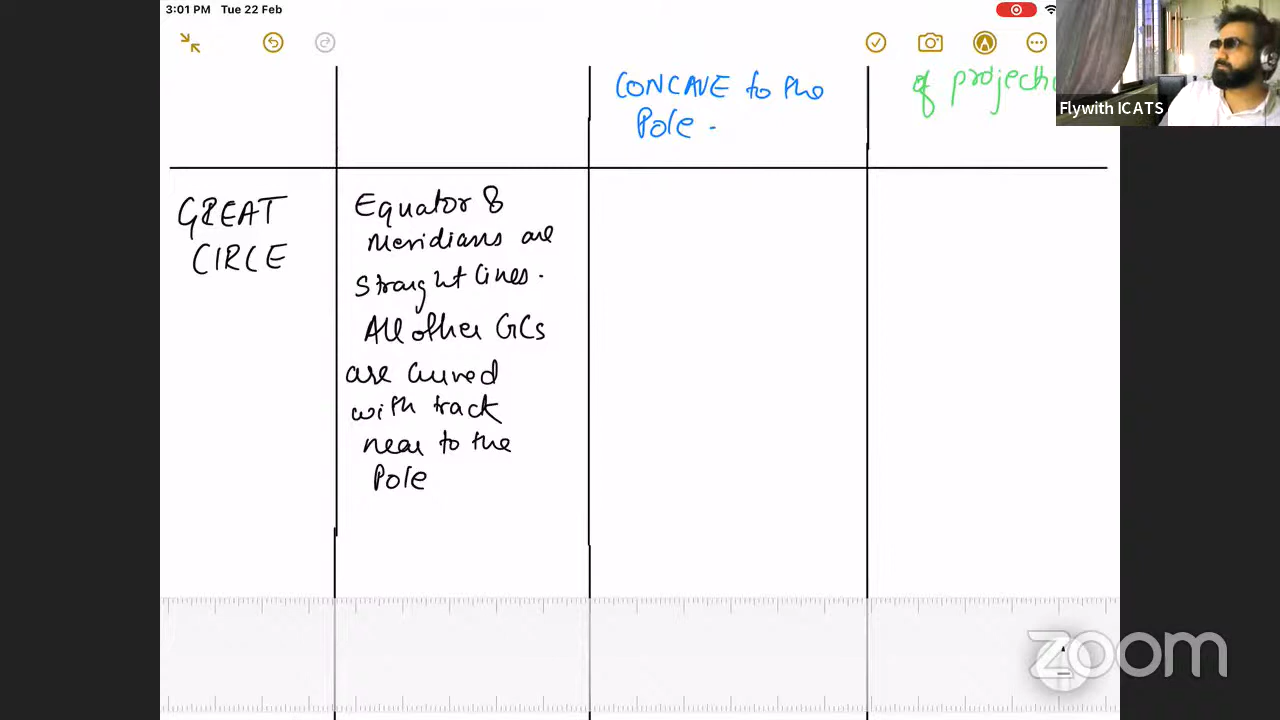 3:01 PM Tue 22 Feb
CONCAVE to the
Pole.
of projectio
Flywith ICATS
GREAT
CIRCLE
Equator &
Meridians are
straight lines.
All other GCs
are curved
with track
near to the
Pole
zoom